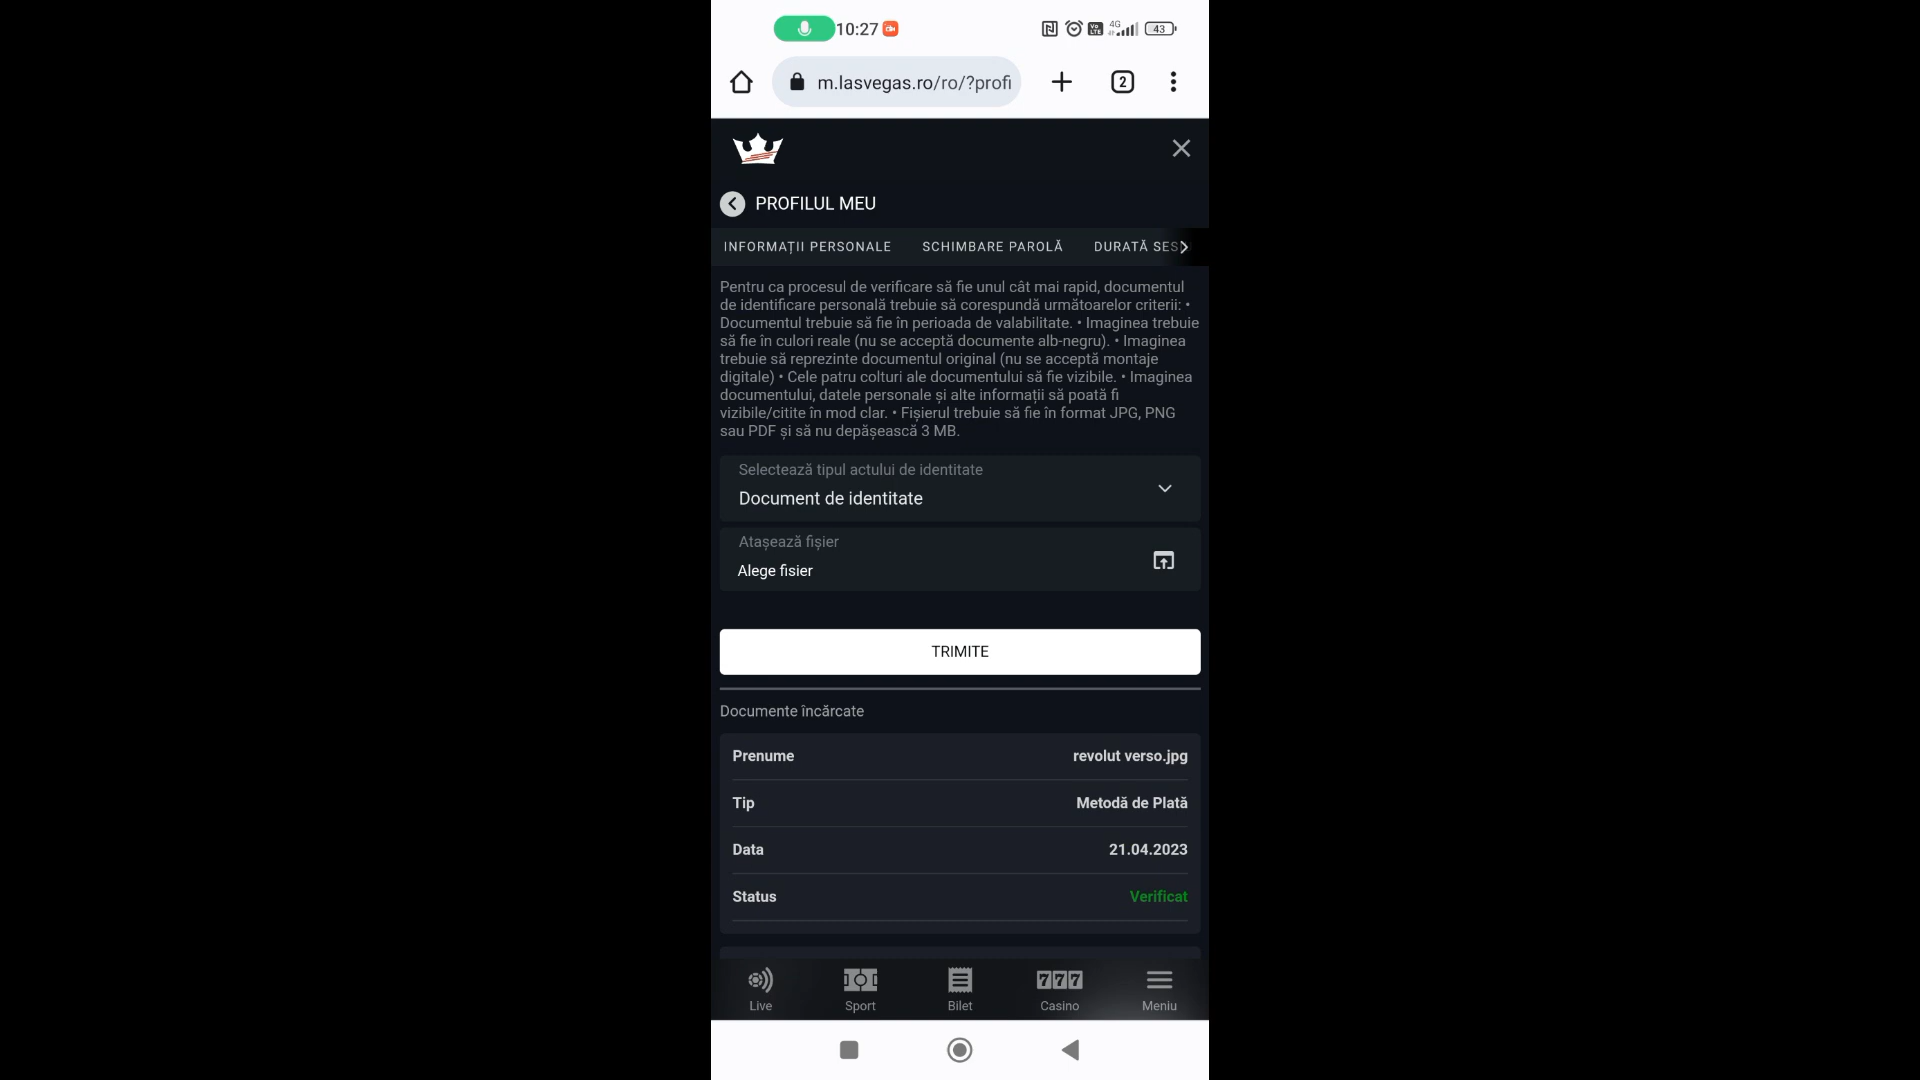 10:27
4G
Vo
LTE
43
m.lasvegas.ro/ro/?profi
2
PROFILUL MEU
INFORMAȚII PERSONALE SCHIMBARE PAROLĂ DURATĂ SESI
Pentru ca procesul de verificare să fie unul cât mai rapid, documentul
de identificare personală trebuie să corespundă următoarelor criterii: •
Documentul trebuie să fie în perioada de valabilitate. • Imaginea trebuie
să fie în culori reale (nu se acceptă documente alb-negru). • Imaginea
trebuie să reprezinte documentul original (nu se acceptă montaje
digitale) • Cele patru colturi ale documentului să fie vizibile. • Imaginea
documentului, datele personale și alte informații să poată fi
vizibile/citite în mod clar. • Fișierul trebuie să fie în format JPG, PNG
sau PDF și să nu depășească 3 MB.
Selectează tipul actului de identitate
Document de identitate
Atașează fișier
Alege fisier
TRIMITE
Documente încărcate
Prenume revolut verso.jpg
Tip Metodă de Plată
Data 21.04.2023
Status Verificat
777
Live Sport Bilet Casino Meniu